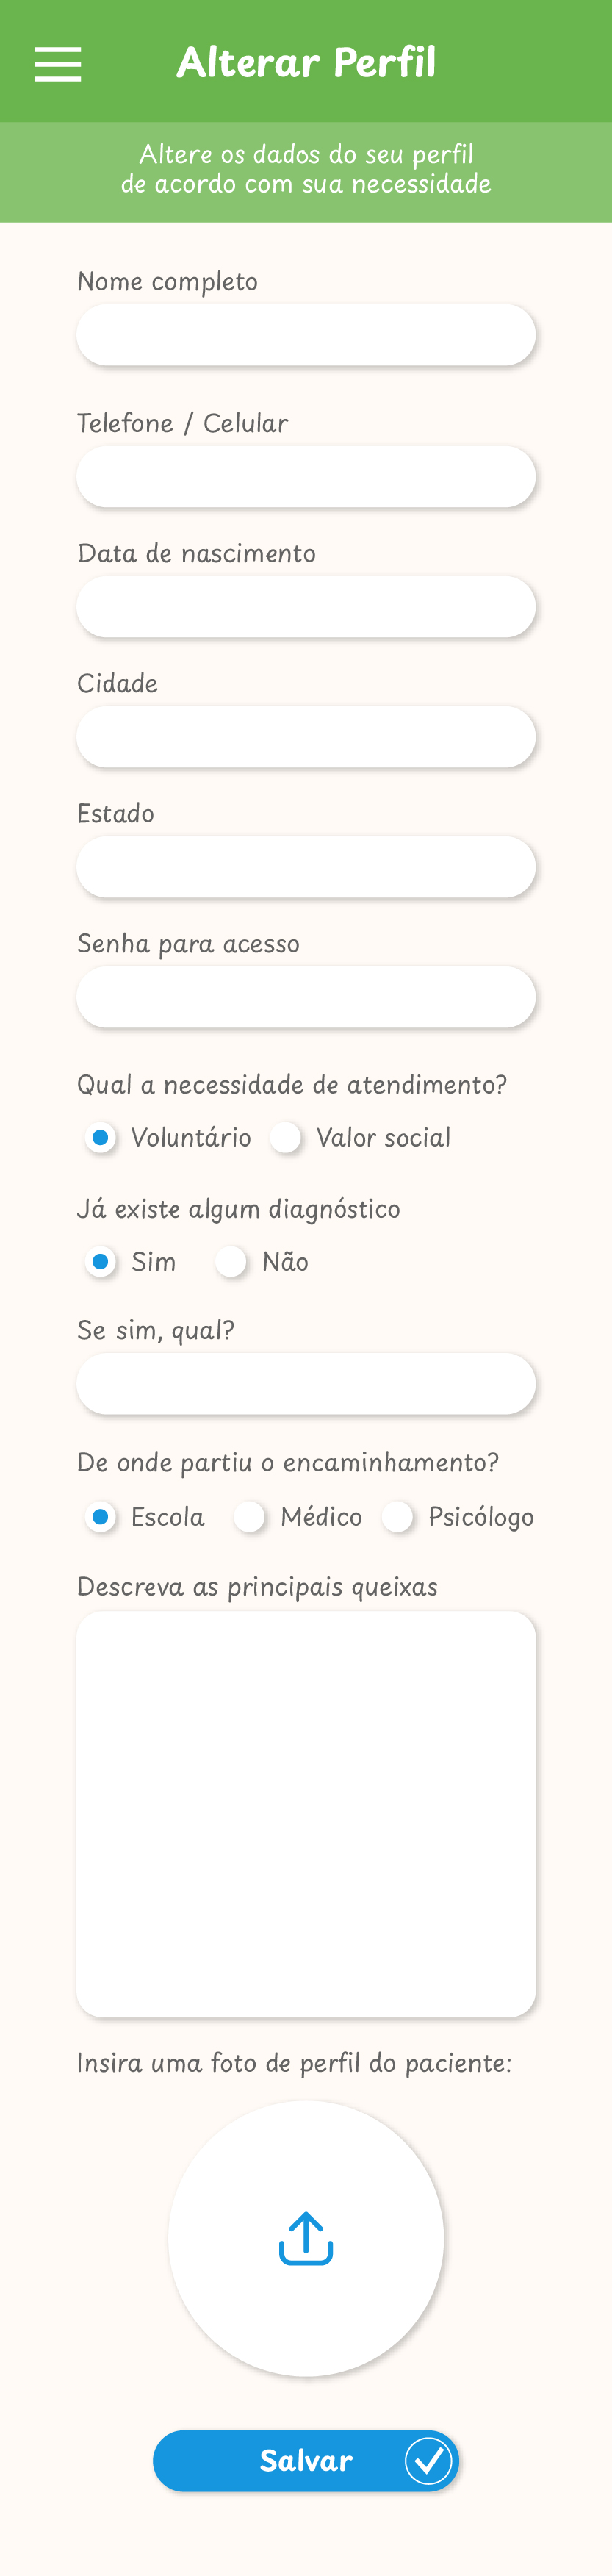 Alterar Perfil
Altere os dados do seu perfil
de acordo com sua necessidade
Nome completo
Telefone / Celular
Data de nascimento
Cidade
Estado
Senha para acesso
Qual a necessidade de atendimento?
Voluntário Valor social
Já existe algum diagnóstico
Sim Não
Se sim, qual?
De onde partiu o encaminhamento?
Escola Médico Psicólogo
Descreva as principais queixas
Insira uma foto de perfil do paciente:
Salvar